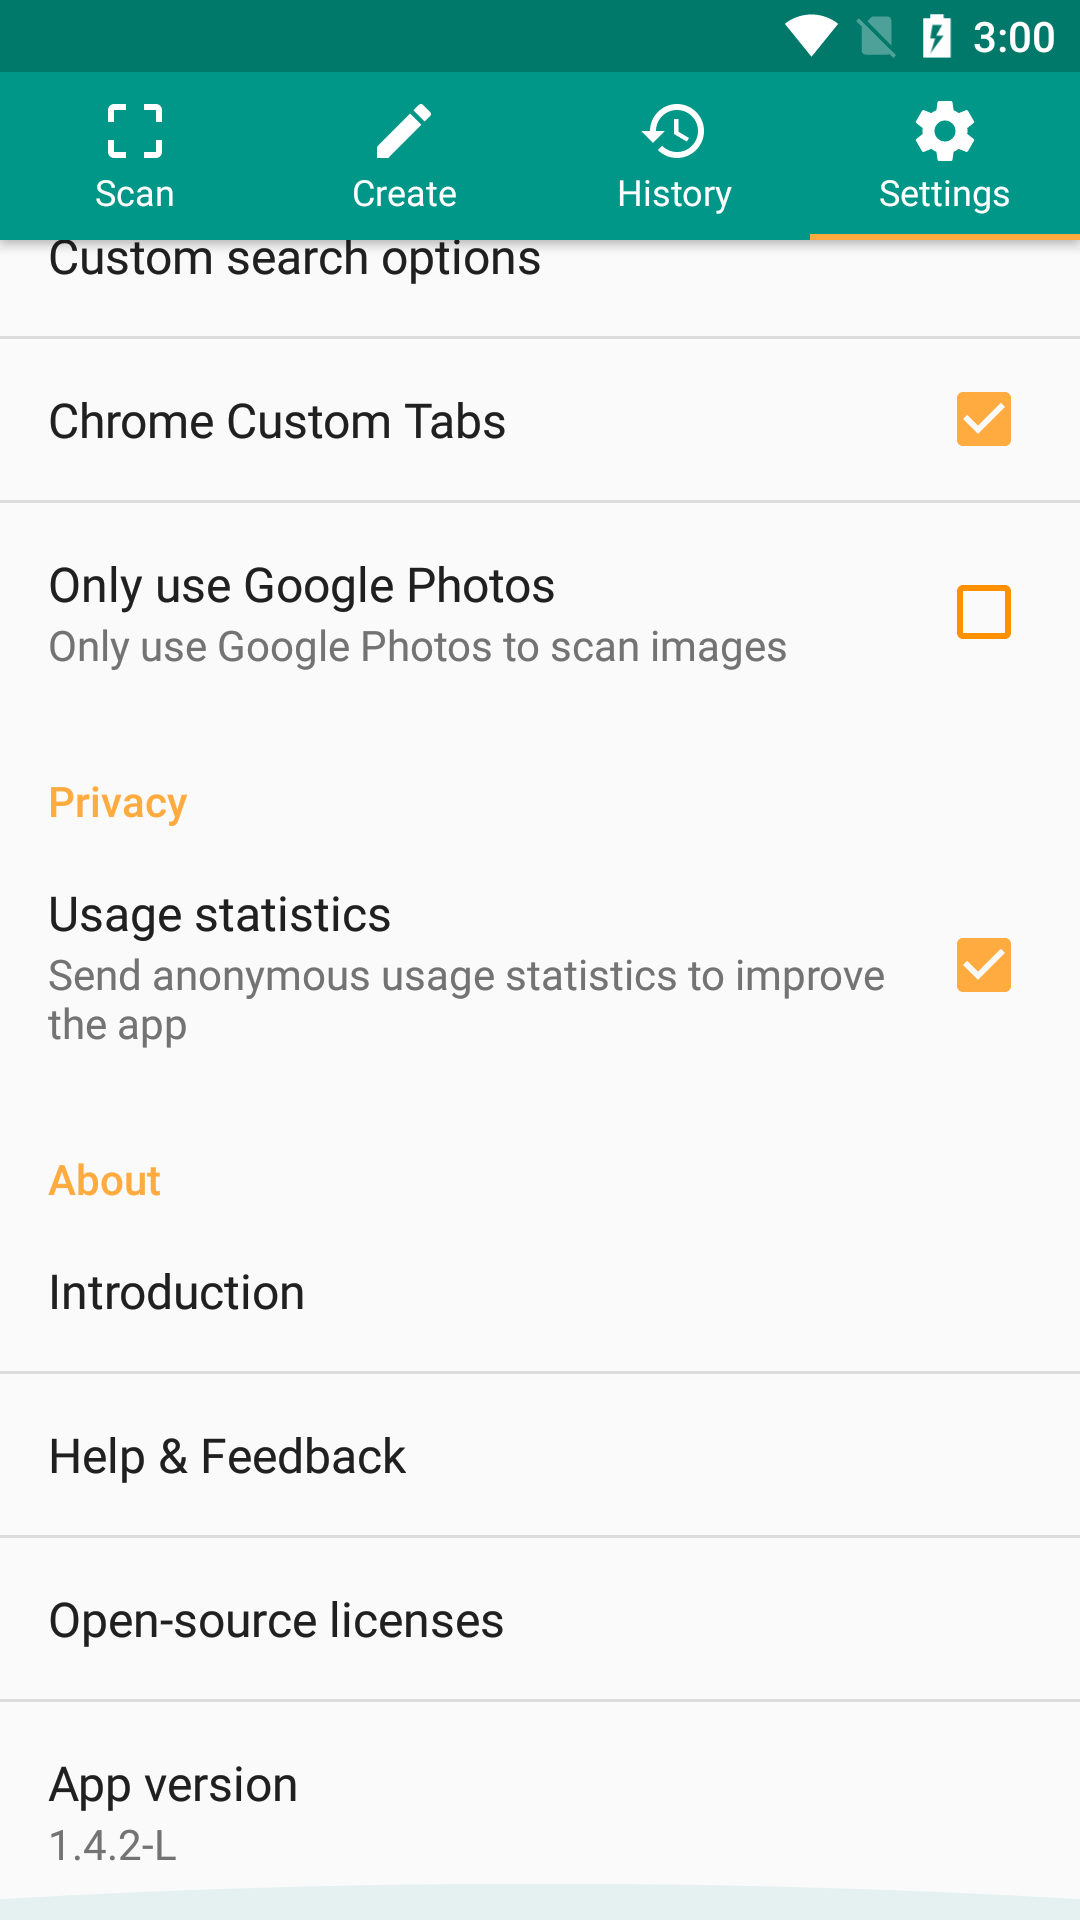 3:00
Scan
Create
History
Settings
Custom search options
Chrome Custom Tabs
Only use Google Photos
Only use Google Photos to scan images
Privacy
Usage statistics
Send anonymous usage statistics to improve
the app
About
Introduction
Help & Feedback
Open-source licenses
App version
1.4.2-L